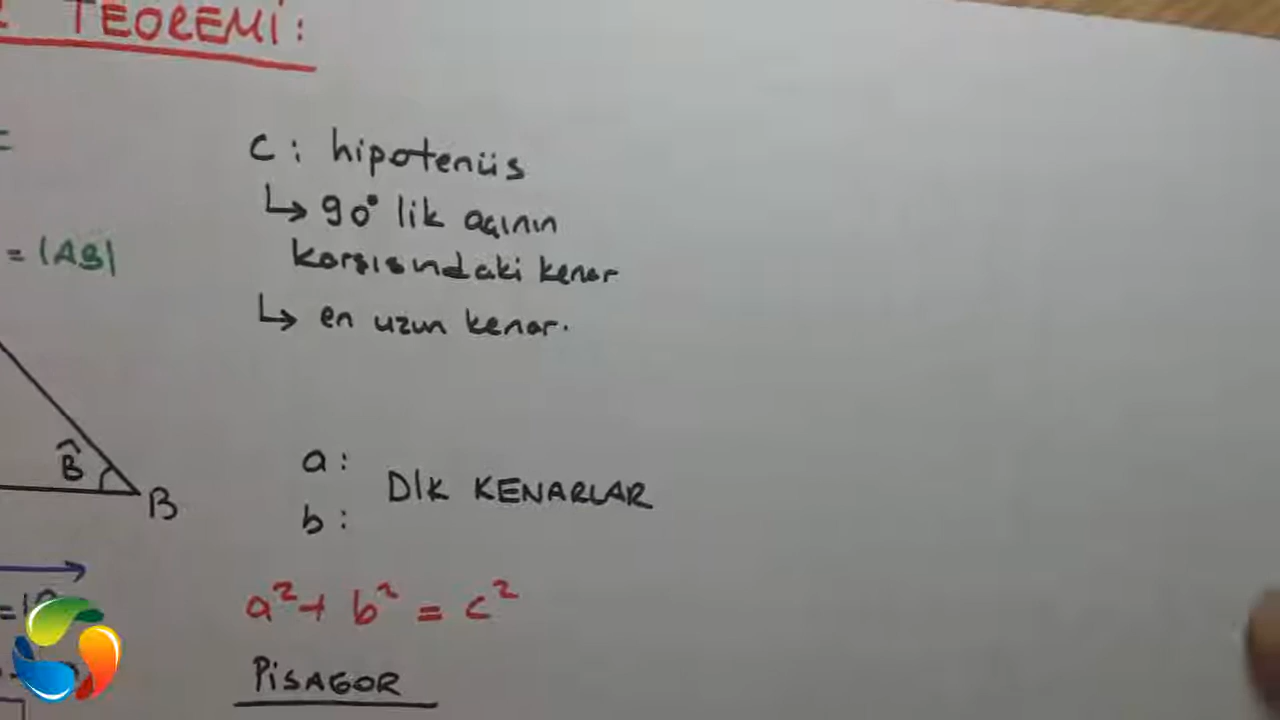 TEOREMİ:
c: hipotenüs
↳ 90° lik açının
karşısındaki kenar
= |AB|
↳ en uzun kenar.
B̂
B
a:
DİK KENARLAR
b:
a² + b² = c²
PİSAGOR